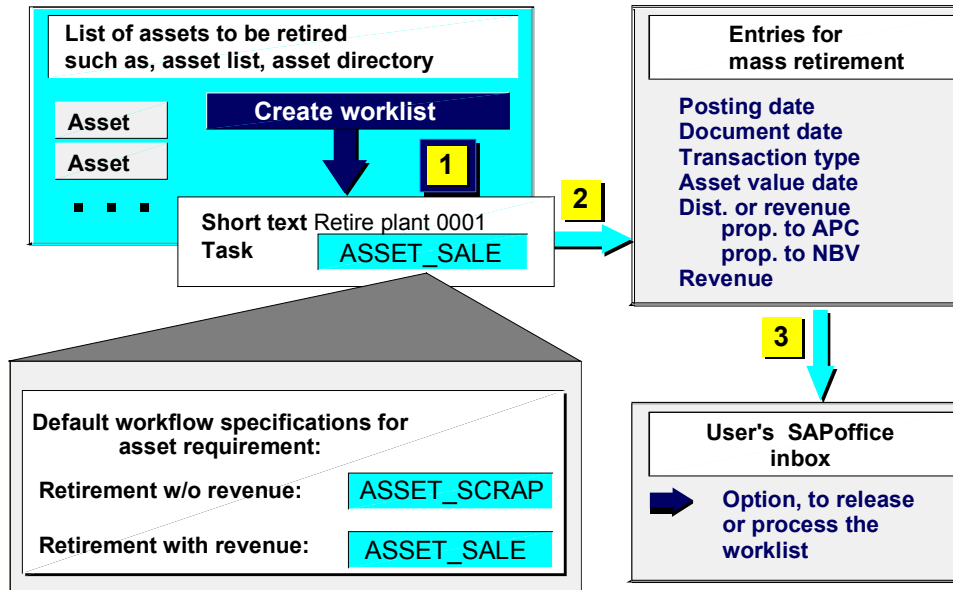 List of assets to be retired
such as, asset list, asset directory
Create worklist
Asset
Asset
1
Short text Retire plant 0001
Task ASSET_SALE
2
Entries for
mass retirement
Posting date
Document date
Transaction type
Asset value date
Dist. or revenue
prop. to APC
prop. to NBV
Revenue
3
Default workflow specifications for
asset requirement:
Retirement w/o revenue: ASSET_SCRAP
Retirement with revenue: ASSET_SALE
User's SAPoffice
inbox
Option, to release
or process the
worklist